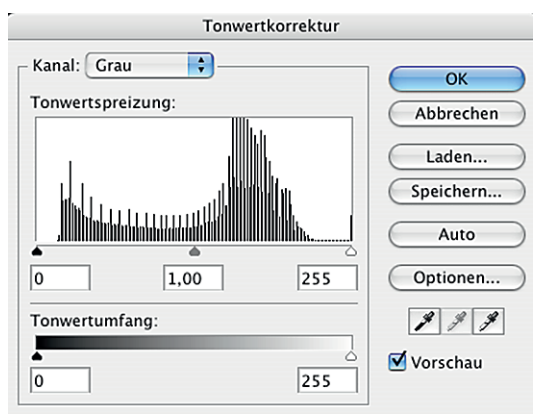 Tonwertkorrektur
Kanal: Grau
Tonwertspreizung:
0 1,00 255
Tonwertumfang:
0 255
OK
Abbrechen
Laden...
Speichern...
Auto
Optionen...
Vorschau